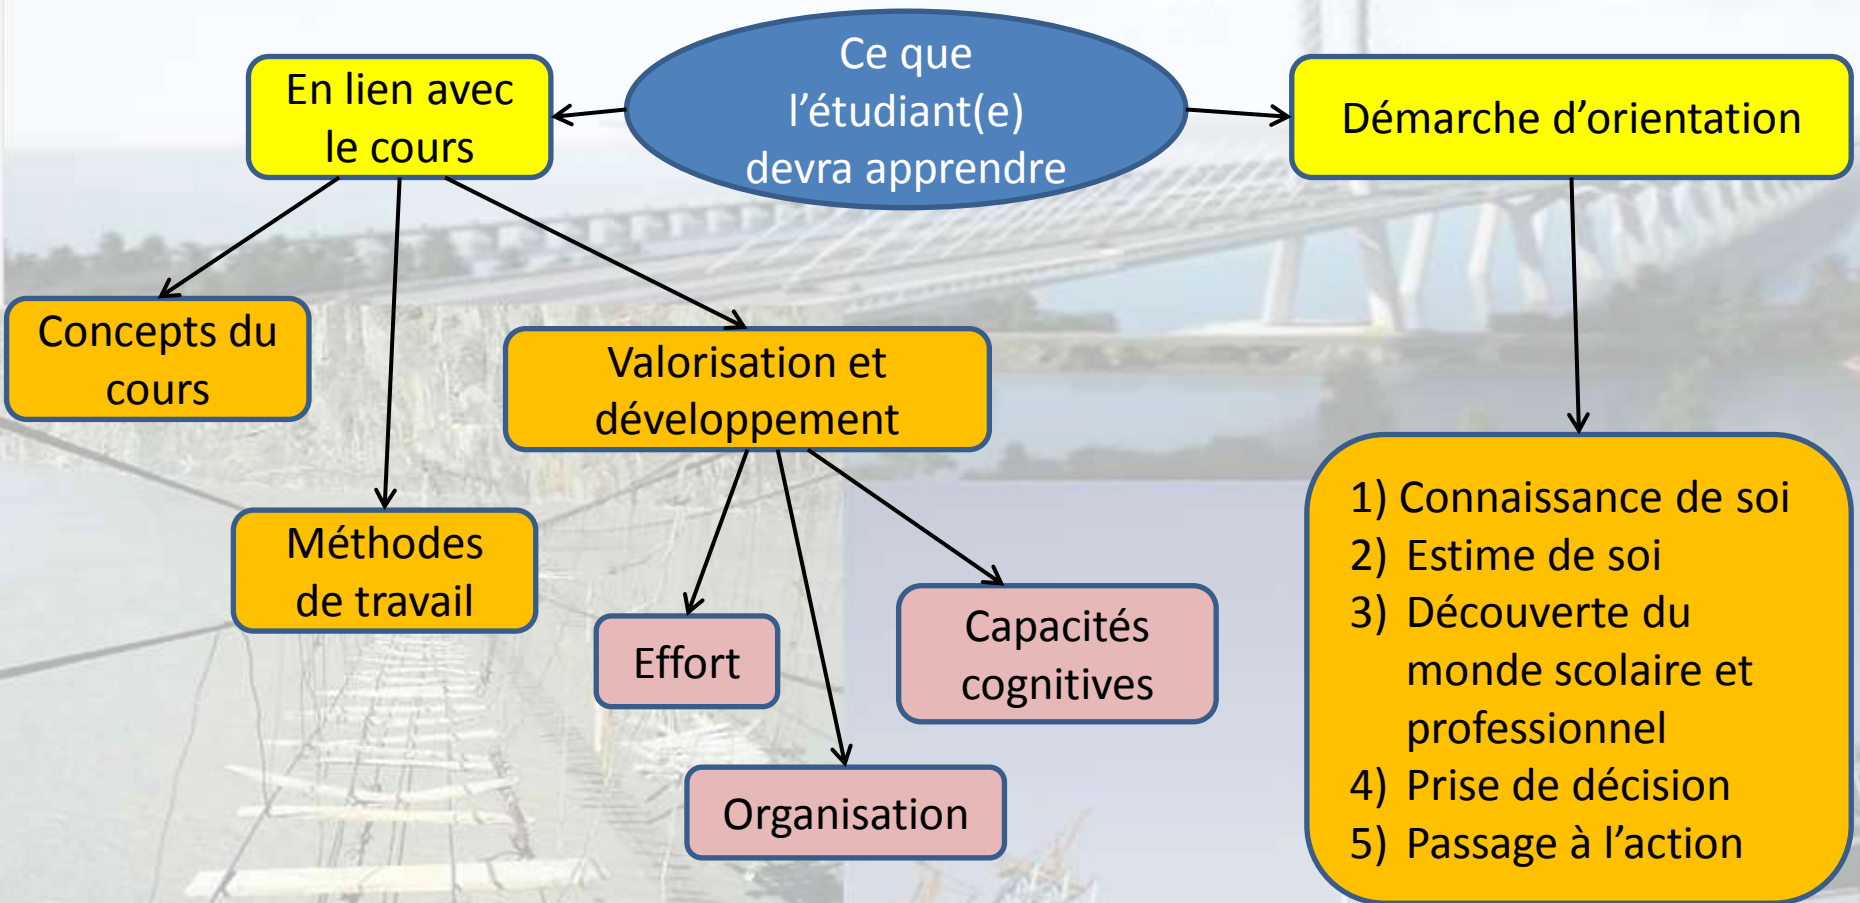 Ce que
l'étudiant(e)
devra apprendre
En lien avec
le cours
Démarche d'orientation
Concepts du
cours
Valorisation et
développement
Méthodes
de travail
Effort
Capacités
cognitives
Organisation
1) Connaissance de soi
2) Estime de soi
3) Découverte du
monde scolaire et
professionnel
4) Prise de décision
5) Passage à l'action